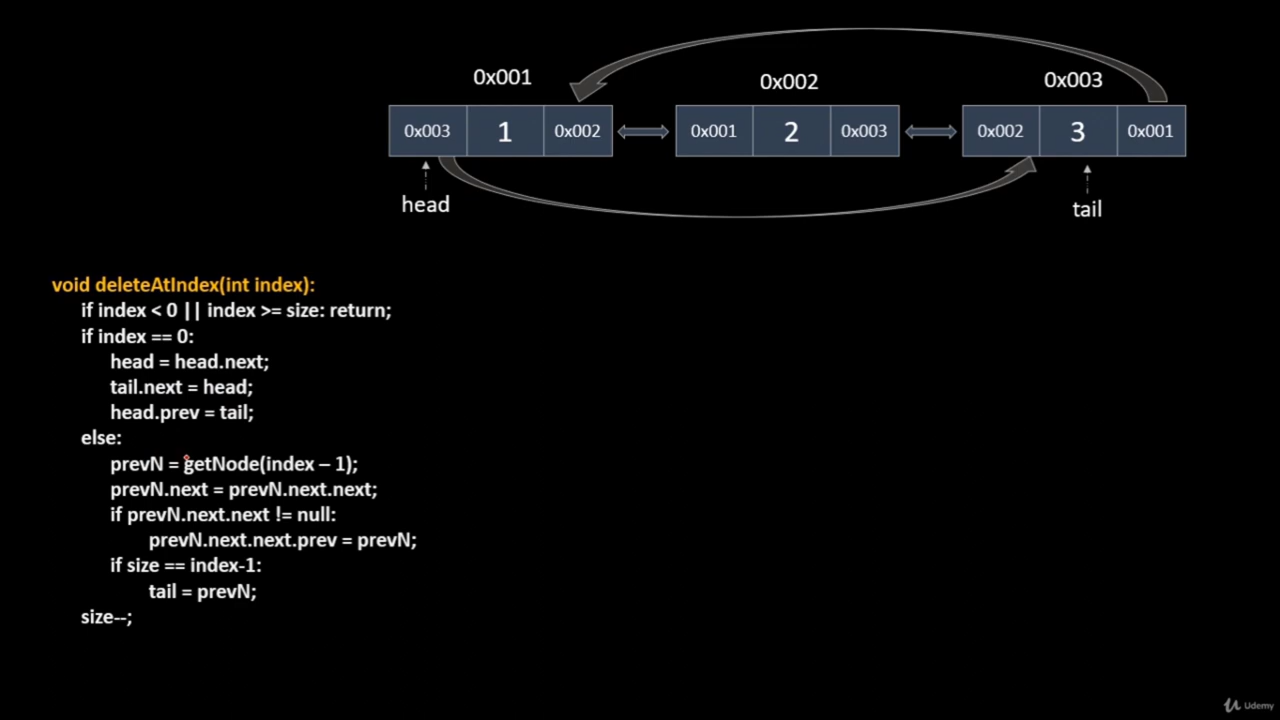 0x001
0x002
0x003
0x003 1 0x002
0x001 2 0x003
0x002 3 0x001
head
tail
void deleteAtIndex(int index):
if index < 0 || index >= size: return;
if index == 0:
head = head.next;
tail.next = head;
head.prev = tail;
else:
prevN = getNode(index – 1);
prevN.next = prevN.next.next;
if prevN.next.next != null:
prevN.next.next.prev = prevN;
if size == index-1:
tail = prevN;
size--;
Udemy